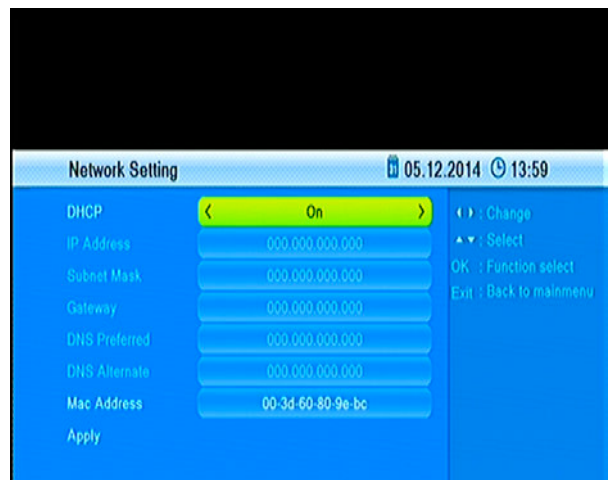 Network Setting 31 05.12.2014 13:59
DHCP < On > : Change
IP Address 000.000.000.000 ▲▼ : Select
Subnet Mask 000.000.000.000 OK : Function select
Gateway 000.000.000.000 Exit : Back to mainmenu
DNS Preferred 000.000.000.000
DNS Alternate 000.000.000.000
Mac Address 00-3d-60-80-9e-bc
Apply